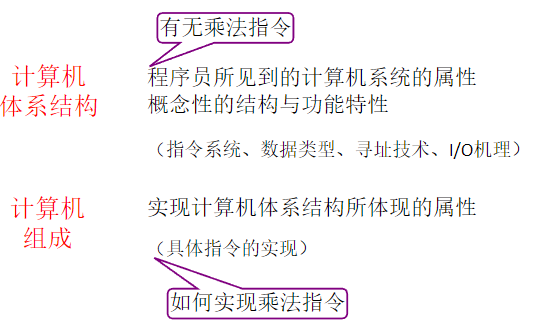 有无乘法指令
计算机
体系结构
程序员所见到的计算机系统的属性
概念性的结构与功能特性
（指令系统、数据类型、寻址技术、I/O机理）
计算机
组成
实现计算机体系结构所体现的属性
（具体指令的实现）
如何实现乘法指令